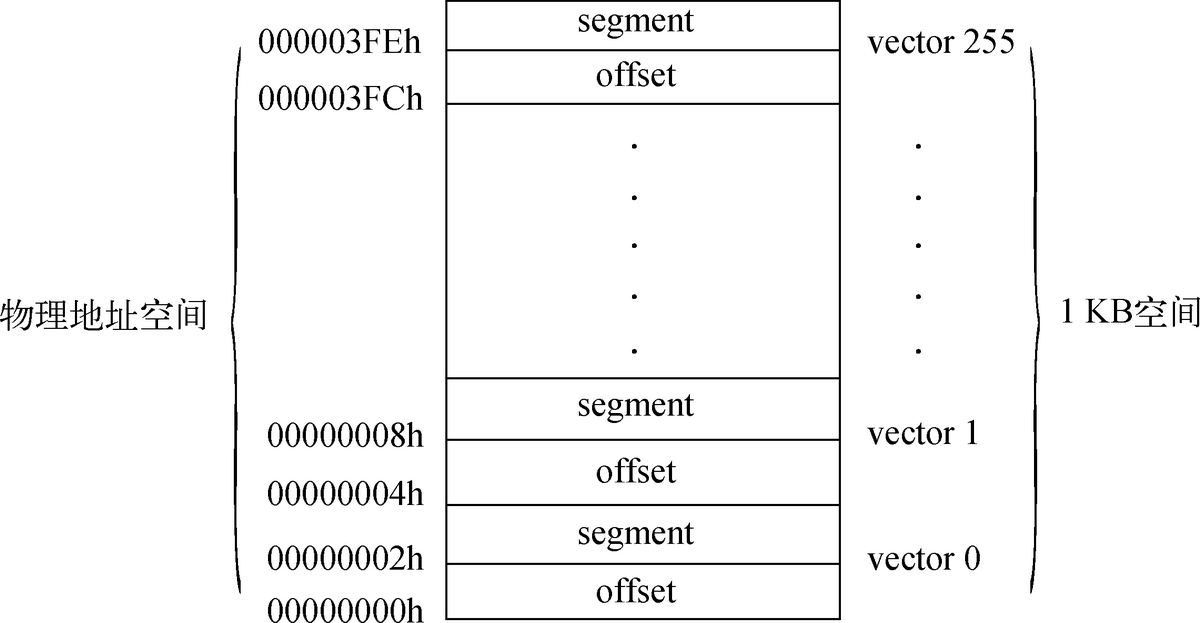 segment
000003FEh
vector 255
offset
000003FCh
物理地址空间
1 KB空间
segment
00000008h
vector 1
offset
00000004h
segment
00000002h
vector 0
offset
00000000h